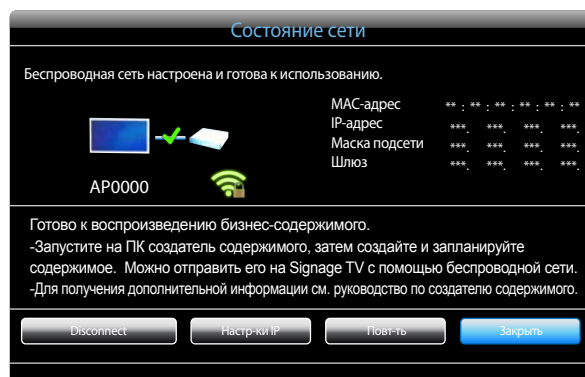 Состояние сети
Беспроводная сеть настроена и готова к использованию.
MAC-адрес ** : ** : ** : ** : ** : **
IP-адрес ***. ***. ***. ***.
Маска подсети ***. ***. ***. ***.
Шлюз ***. ***. ***. ***.
AP0000
Готово к воспроизведению бизнес-содержимого.
-Запустите на ПК создатель содержимого, затем создайте и запланируйте
содержимое. Можно отправить его на Signage TV с помощью беспроводной сети.
-Для получения дополнительной информации см. руководство по создателю содержимого.
Disconnect Настр-ки IP Повт-ть Закрыть